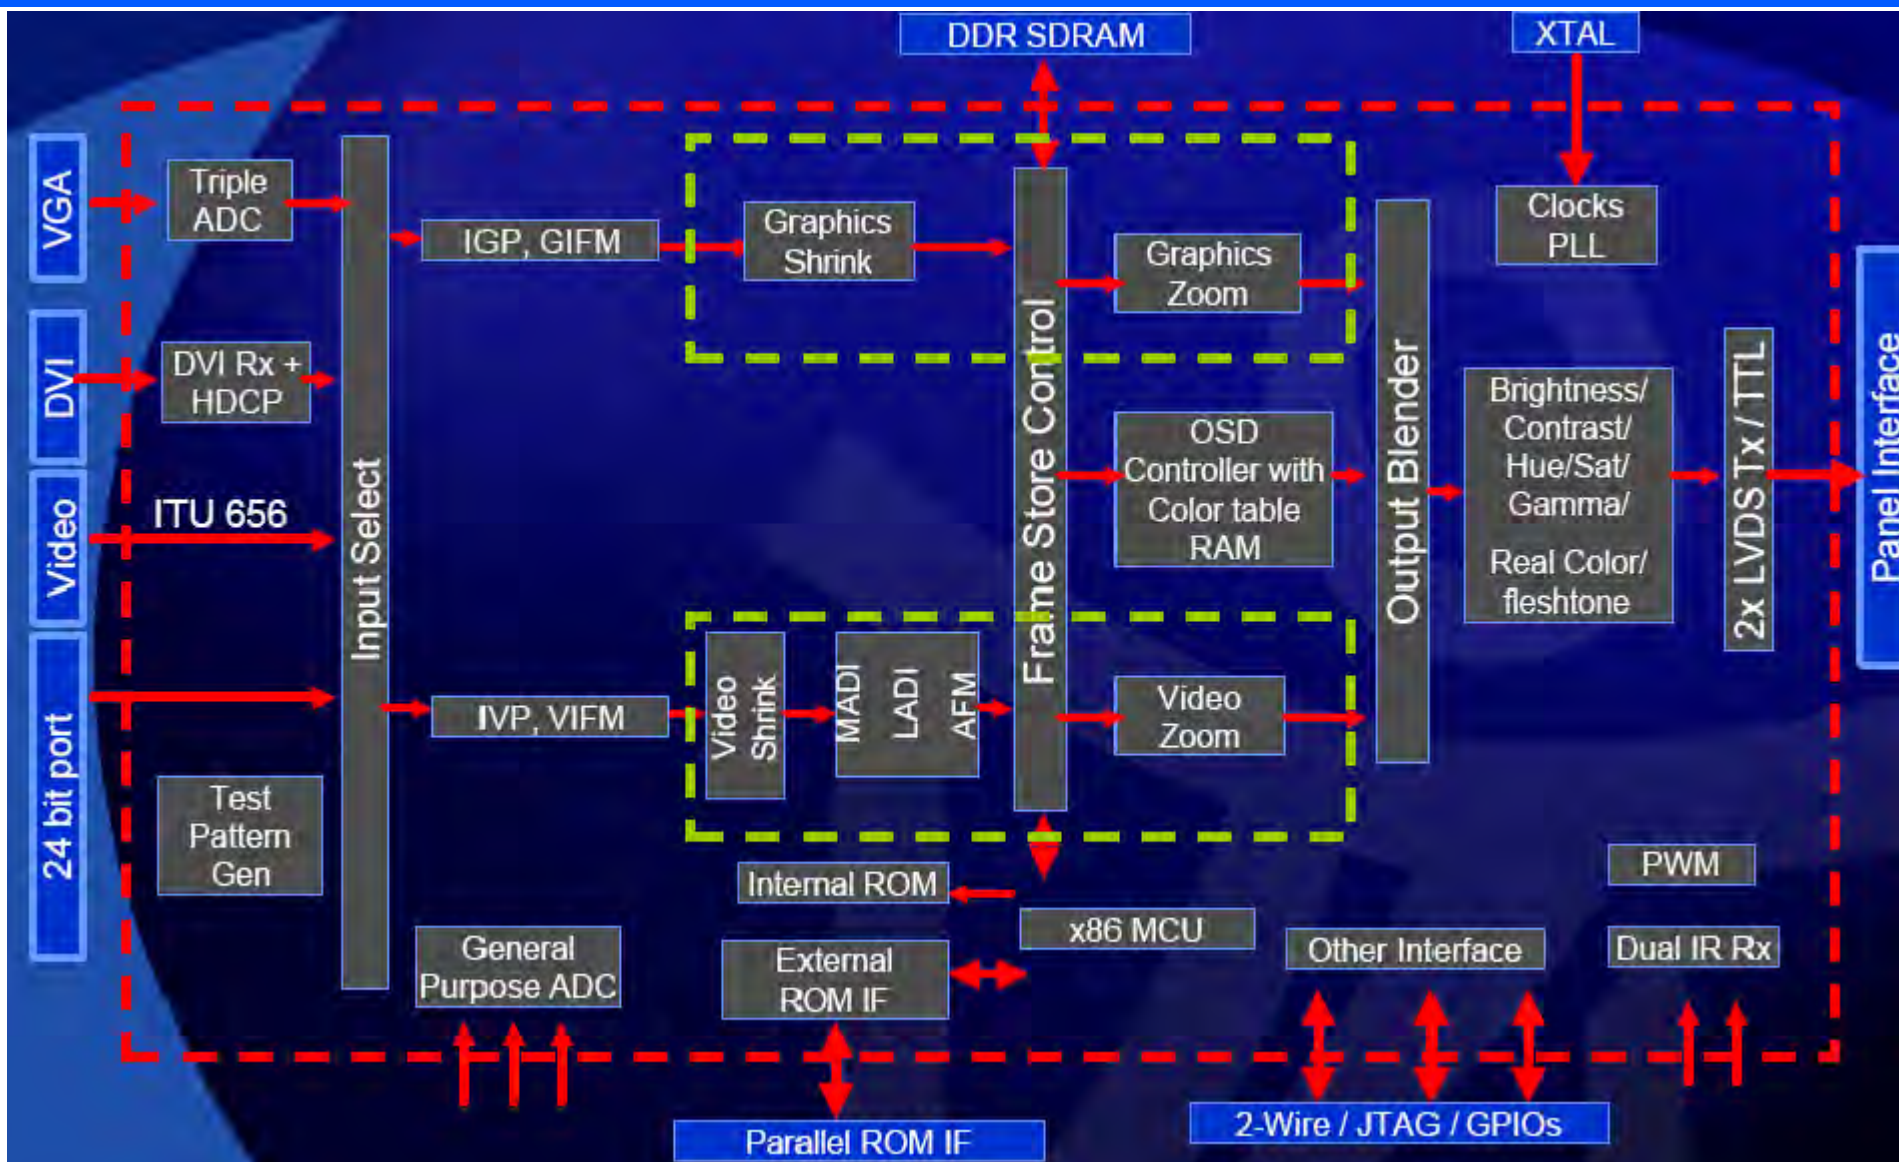 DDR SDRAM
XTAL
VGA
Triple
ADC
IGP, GIFM
Graphics
Shrink
Graphics
Zoom
Clocks
PLL
DVI
DVI Rx +
HDCP
Video
ITU 656
24 bit port
Test
Pattern
Gen
Input Select
IVP, VIFM
Video
Shrink
MADI
LADI
AFM
Frame Store Control
OSD
Controller with
Color table
RAM
Video
Zoom
Output Blender
Brightness/
Contrast/
Hue/Sat/
Gamma/
Real Color/
fleshtone
2x LVDS Tx / TTL
Panel Interface
General
Purpose ADC
Internal ROM
External
ROM IF
x86 MCU
Other Interface
PWM
Dual IR Rx
Parallel ROM IF
2-Wire / JTAG / GPIOs